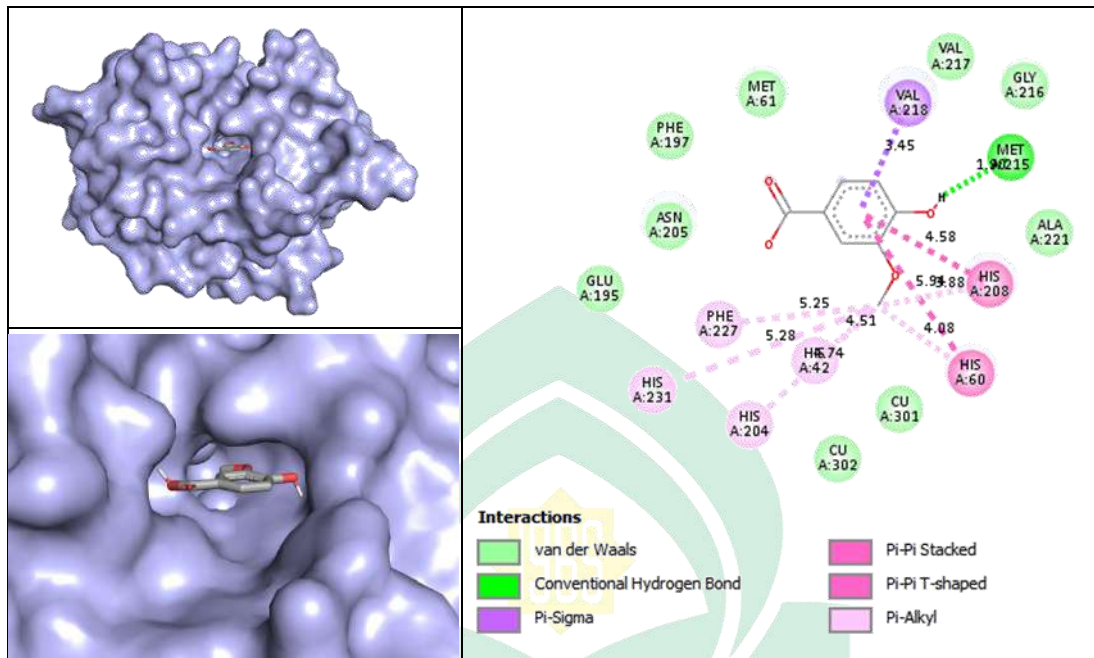 VAL
A:217
MET
A:61
VAL
A:218
GLY
A:216
PHE
A:197
3.45
MET
A:215
H
ASN
A:205
4.58
ALA
A:221
GLU
A:195
HIS
A:208
5.25
PHE
A:227
5.28
4.51
4.08
A:42
HIS
A:60
HIS
A:231
HIS
A:204
CU
A:301
CU
A:302
Interactions
van der Waals
Conventional Hydrogen Bond
Pi-Sigma
Pi-Pi Stacked
Pi-Pi T-shaped
Pi-Alkyl